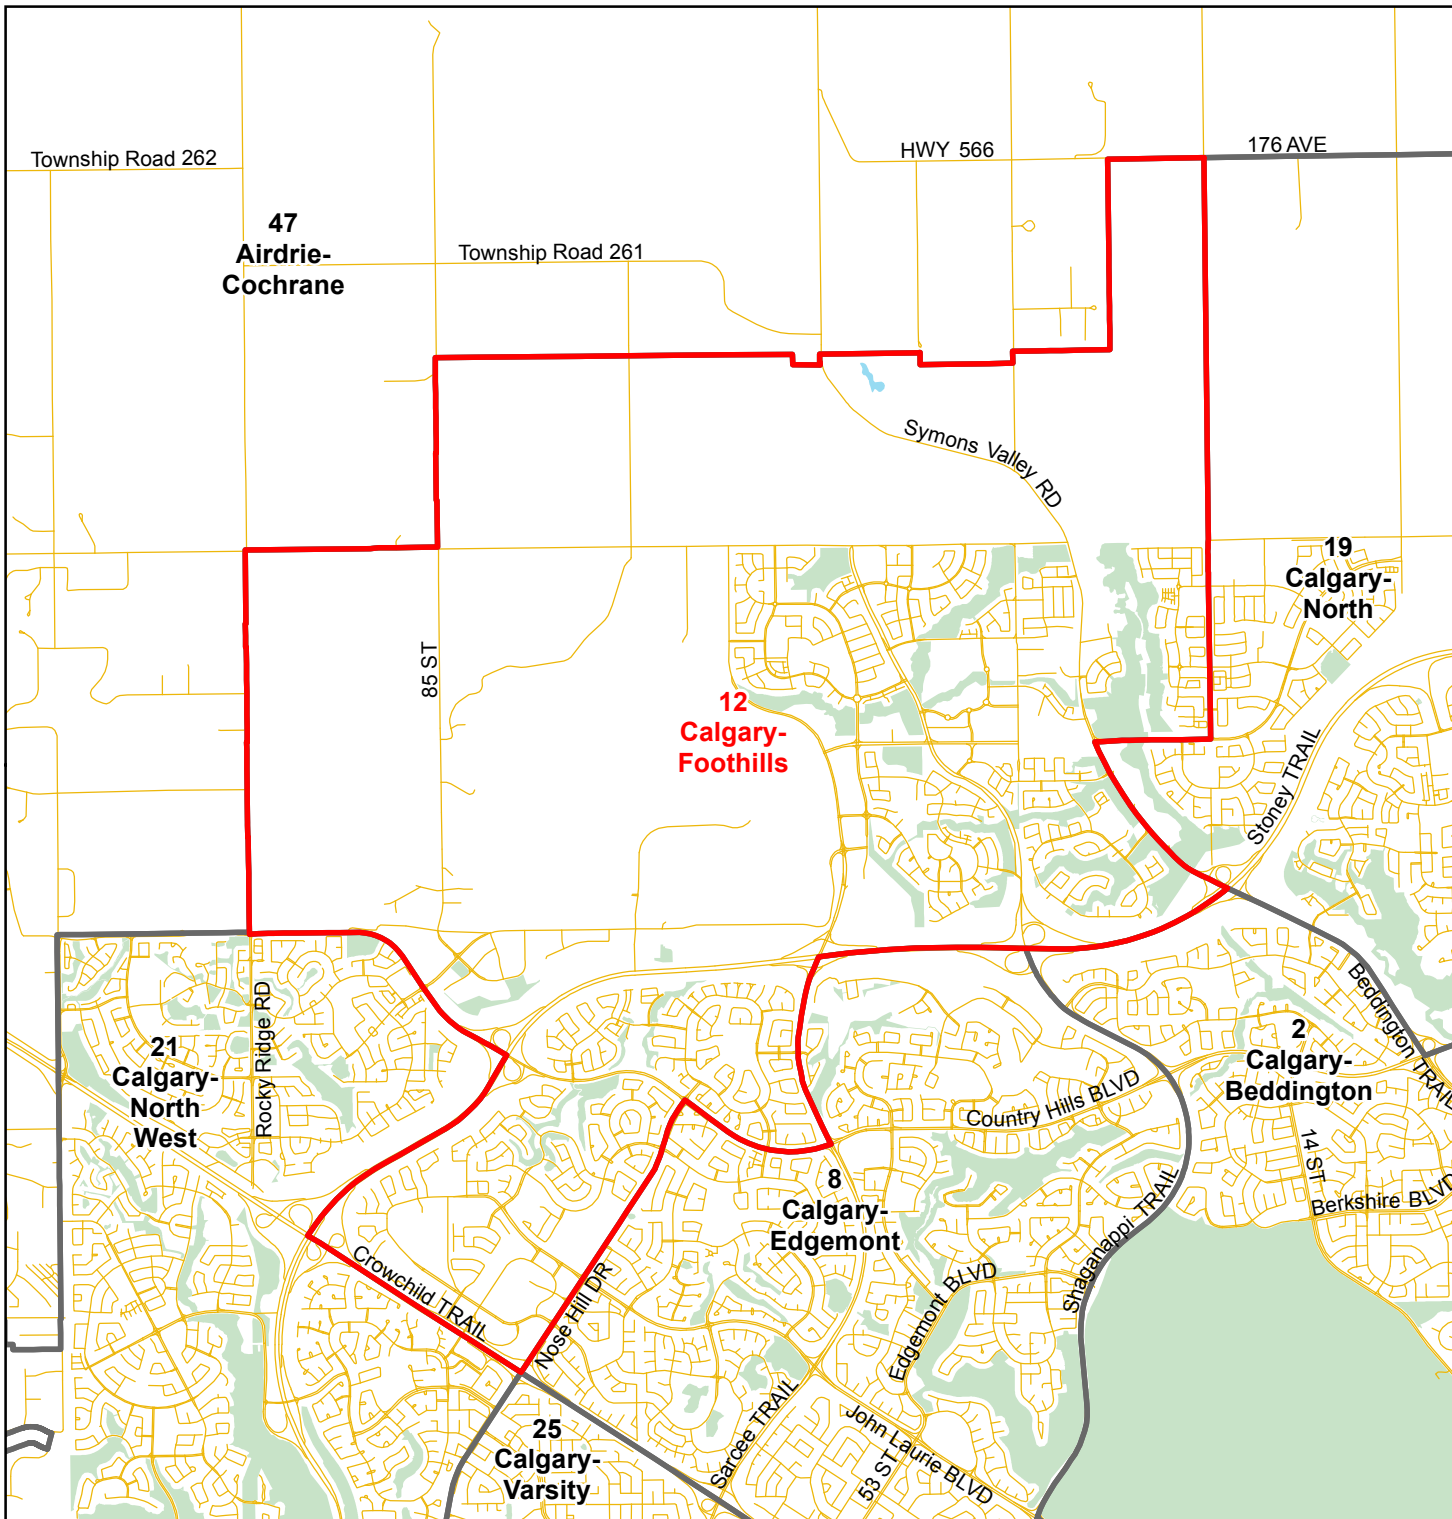 Township Road 262
HWY 566
176 AVE
47
Airdrie-
Cochrane
Township Road 261
Symons Valley RD
19
Calgary-
North
85 ST
12
Calgary-
Foothills
Stoney TRAIL
Rocky Ridge RD
21
Calgary-
North
West
Beddington TRAIL
2
Calgary-
Beddington
Country Hills BLVD
14 ST
Berkshire BLVD
8
Calgary-
Edgemont
Shaganappi TRAIL
Crowchild TRAIL
Nose Hill DR
Edgemont BLVD
Sarcee TRAIL
John Laurie BLVD
53 ST
25
Calgary-
Varsity